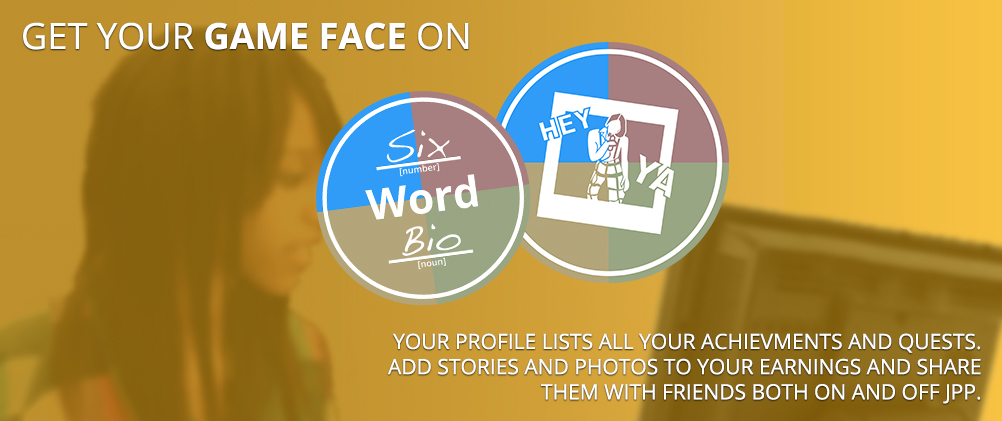 GET YOUR GAME FACE ON
HEY
YA
Six
[number]
Word
Bio
[noun]
YOUR PROFILE LISTS ALL YOUR ACHIEVMENTS AND QUESTS.
ADD STORIES AND PHOTOS TO YOUR EARNINGS AND SHARE
THEM WITH FRIENDS BOTH ON AND OFF JPP.